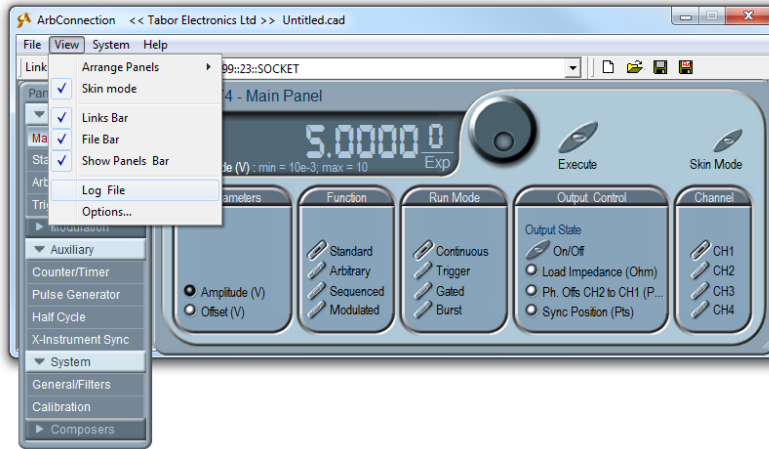 ArbConnection << Tabor Electronics Ltd >> Untitled.cad
File View System Help
Link 99::23::SOCKET
Arrange Panels
Skin mode
Links Bar
File Bar
Show Panels Bar
Log File
Options...
4 - Main Panel
5.0000 0
Exp
(V) : min = 10e-3; max = 10
Execute
Skin Mode
Modulation
Auxiliary
Counter/Timer
Pulse Generator
Half Cycle
X-Instrument Sync
System
General/Filters
Calibration
Composers
Amplitude (V)
Offset (V)
Function
Standard
Arbitrary
Sequenced
Modulated
Run Mode
Continuous
Trigger
Gated
Burst
Output Control
Output State
On/Off
Load Impedance (Ohm)
Ph. Offs CH2 to CH1 (P...
Sync Position (Pts)
Channel
CH1
CH2
CH3
CH4